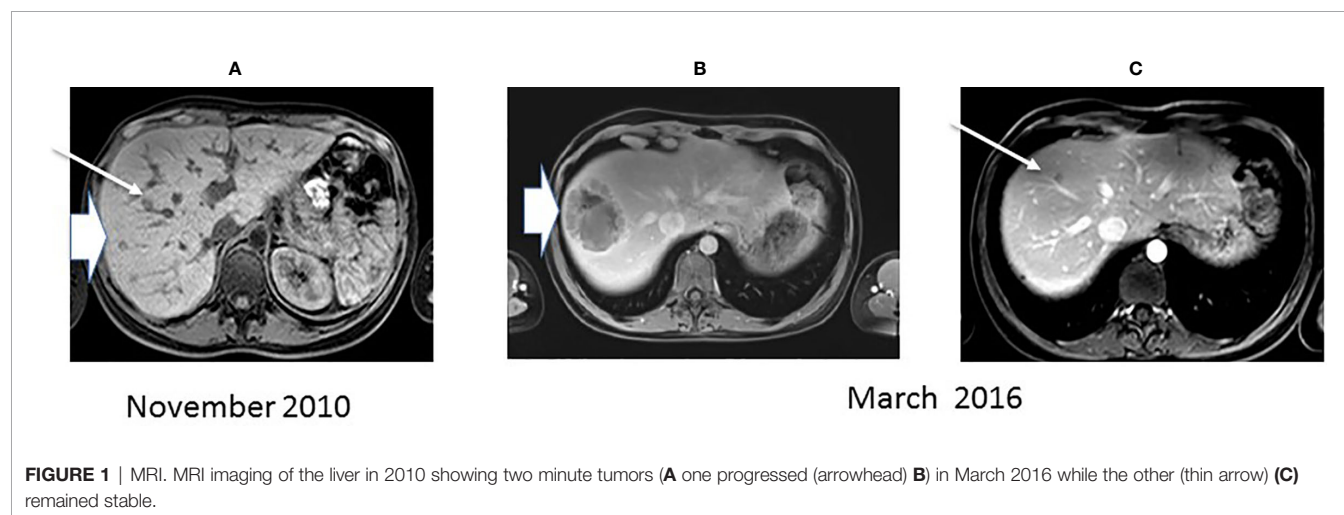 A
B
C
November 2010
March 2016
FIGURE 1 | MRI. MRI imaging of the liver in 2010 showing two minute tumors (A one progressed (arrowhead) B) in March 2016 while the other (thin arrow) (C)
remained stable.